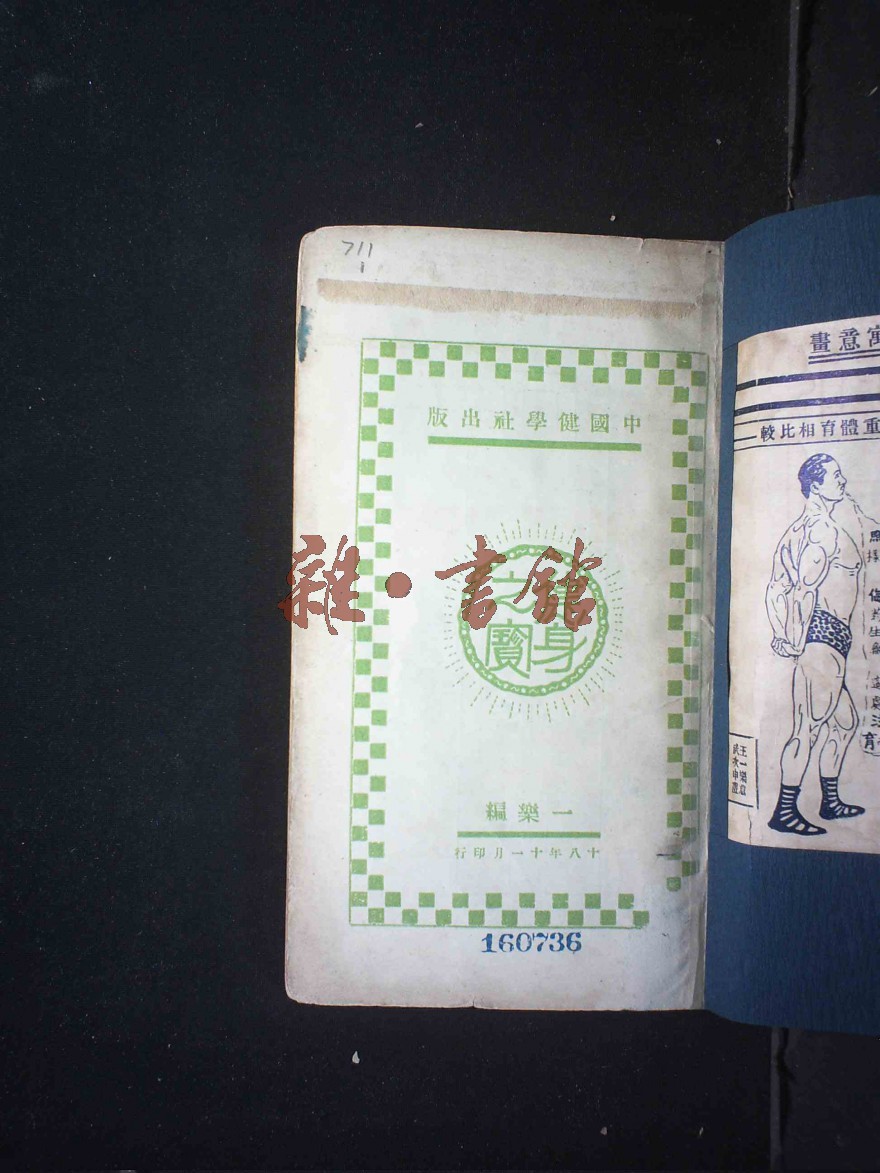 711
1
中國健學社出版
身之寶
雜·書館
一樂編
十八年十一月印行
160736
寓意畫
重體育相比較